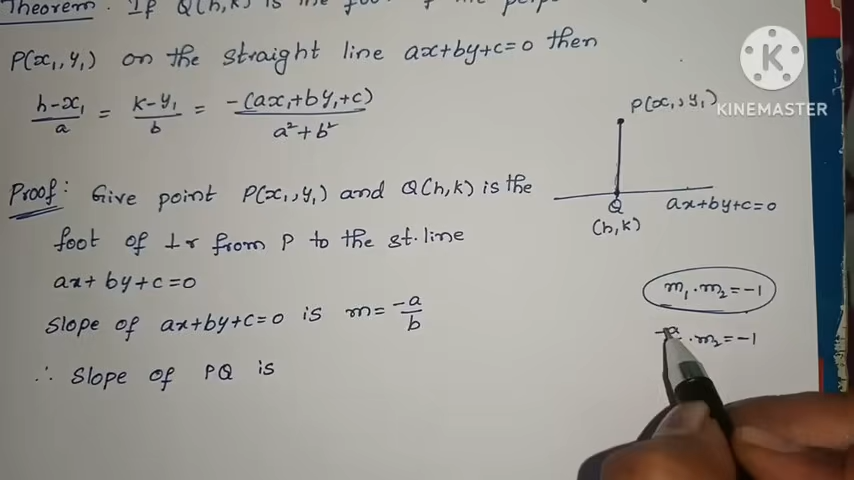 Theorem: If Q(h,k) is the foot of the
P(x₁,y₁) on the straight line ax+by+c=0 then
h-x₁/a = k-y₁/b = -(ax₁+by₁+c)/a²+b²
P(x₁,y₁)
KINEMASTER
Proof: Give point P(x₁,y₁) and Q(h,k) is the
Q
ax+by+c=0
(h,k)
foot of ⊥r from P to the st.line
ax+by+c=0
m₁.m₂=-1
Slope of ax+by+c=0 is m=-a/b
.m₂=-1
∴ Slope of PQ is